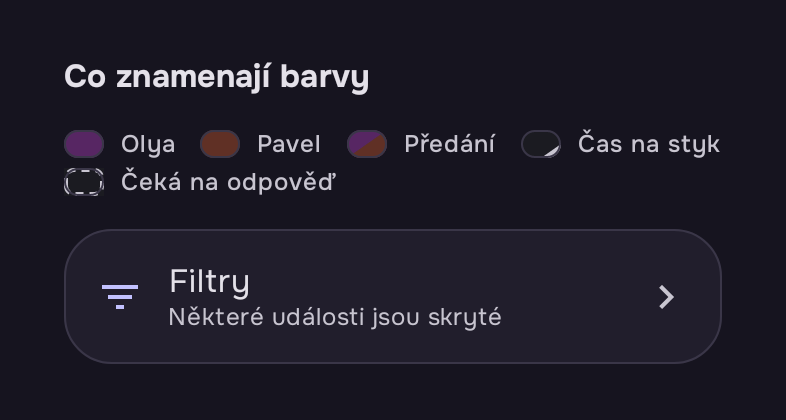 Co znamenají barvy
Olya Pavel Předání Čas na styk
Čeká na odpověď
Filtry
Některé události jsou skryté